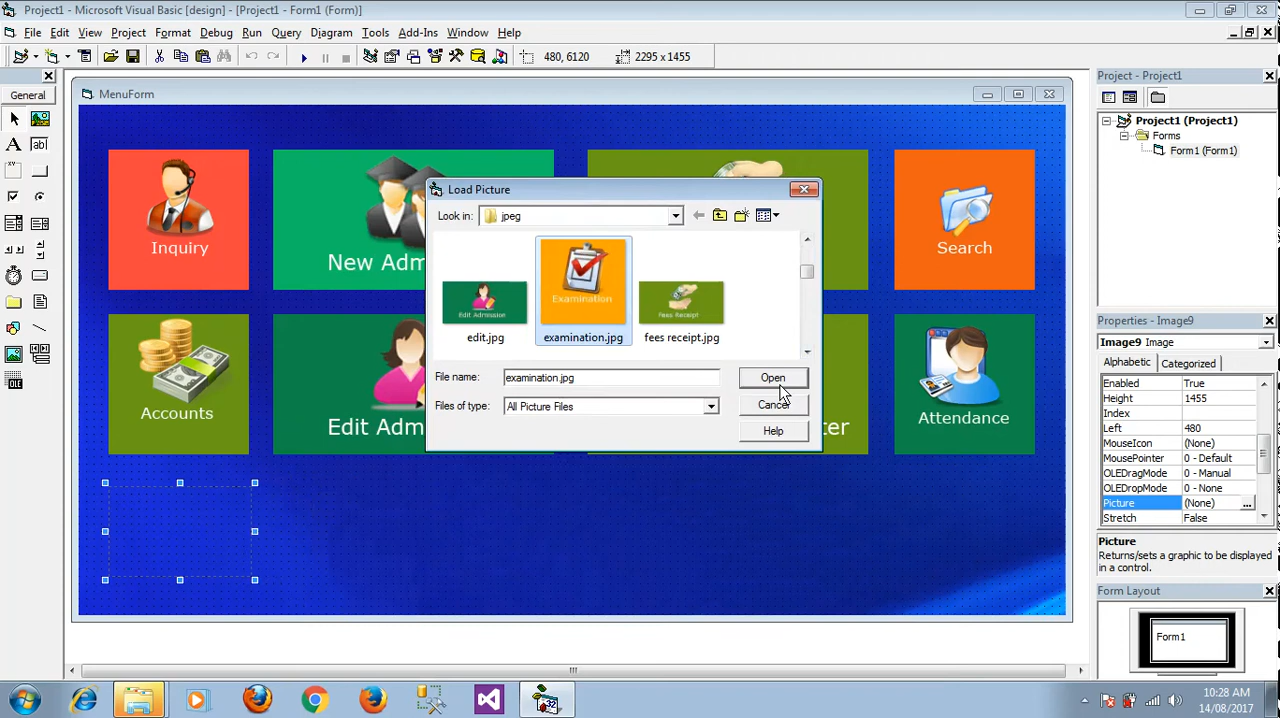 Project1 - Microsoft Visual Basic [design] - [Project1 - Form1 (Form)]
File Edit View Project Format Debug Run Query Diagram Tools Add-Ins Window Help
480, 6120 2295 x 1455
General
MenuForm
Inquiry
New Adm
Search
Accounts
Edit Adm
ter
Attendance
Load Picture
Look in: jpeg
Edit Admission
Examination
Fees Receipt
edit.jpg examination.jpg fees receipt.jpg
File name: examination.jpg Open
Files of type: All Picture Files Cancel
Help
Project - Project1
Project1 (Project1)
Forms
Form1 (Form1)
Properties - Image9
Image9 Image
Alphabetic Categorized
Enabled True
Height 1455
Index
Left 480
MouseIcon (None)
MousePointer 0 - Default
OLEDragMode 0 - Manual
OLEDropMode 0 - None
Picture (None) ...
Stretch False
Picture
Returns/sets a graphic to be displayed
in a control.
Form Layout
Form1
10:28 AM
14/08/2017